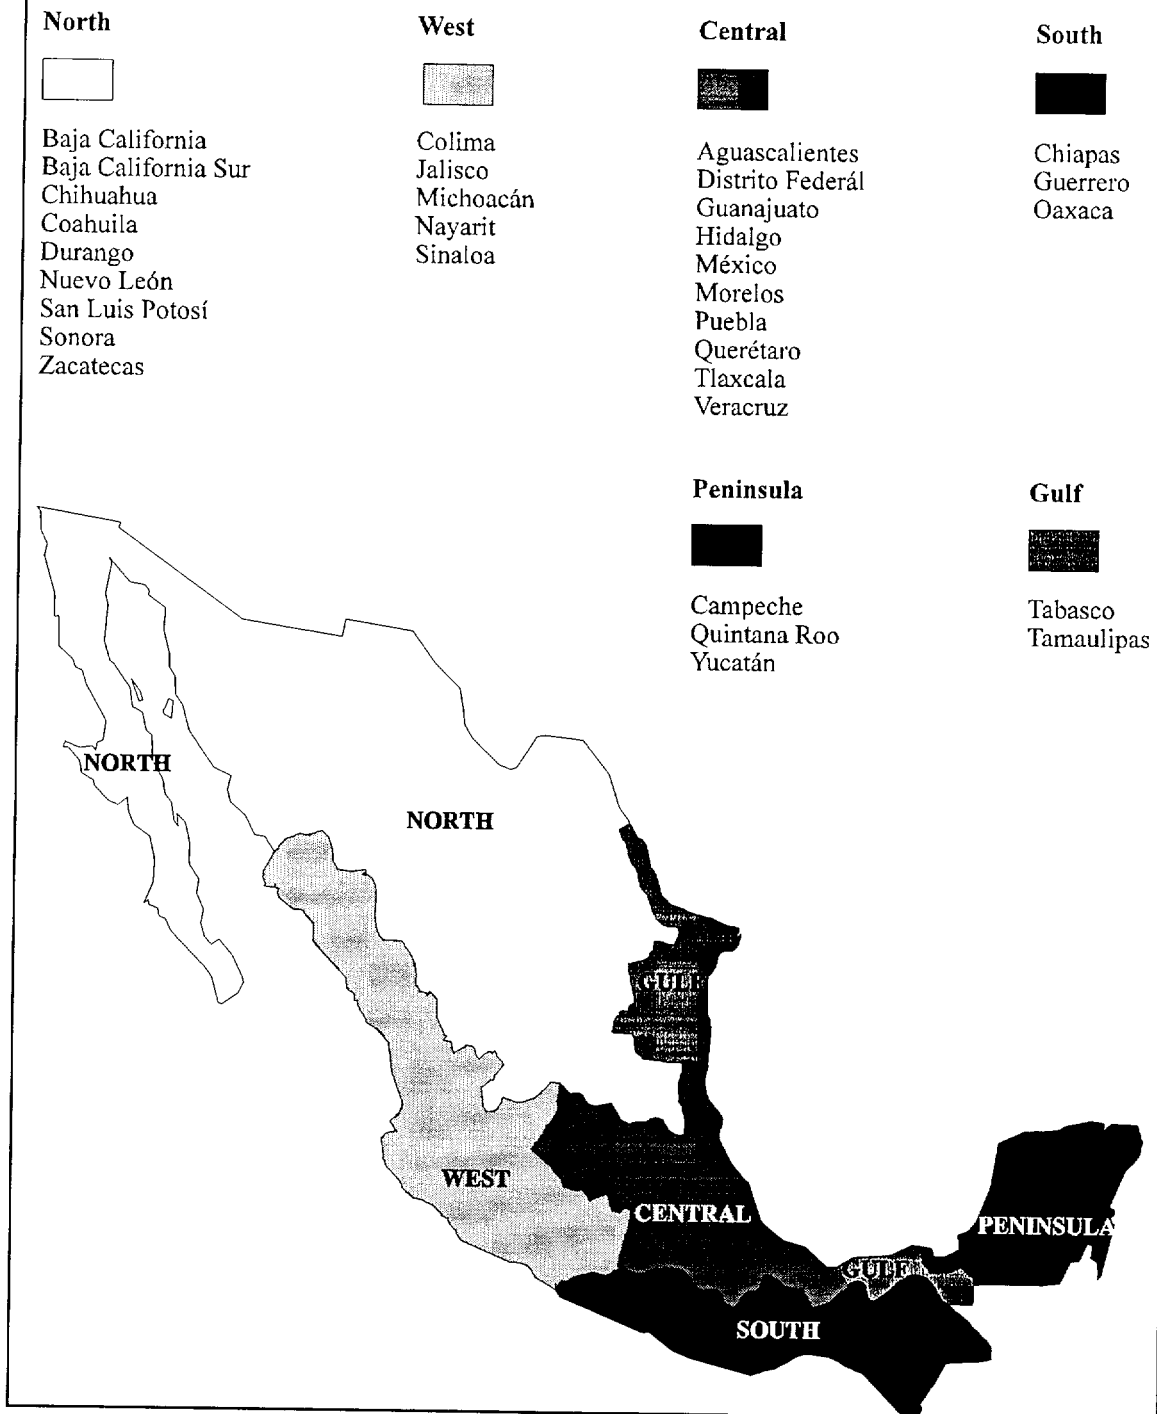 North
Baja California
Baja California Sur
Chihuahua
Coahuila
Durango
Nuevo León
San Luis Potosí
Sonora
Zacatecas
West
Colima
Jalisco
Michoacán
Nayarit
Sinaloa
Central
Aguascalientes
Distrito Federál
Guanajuato
Hidalgo
México
Morelos
Puebla
Querétaro
Tlaxcala
Veracruz
South
Chiapas
Guerrero
Oaxaca
Peninsula
Campeche
Quintana Roo
Yucatán
Gulf
Tabasco
Tamaulipas
NORTH
NORTH
GULF
WEST
CENTRAL
PENINSULA
GULF
SOUTH